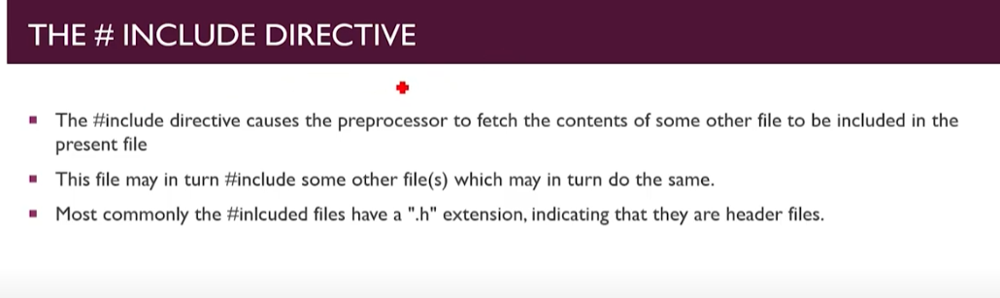 THE # INCLUDE DIRECTIVE
The #include directive causes the preprocessor to fetch the contents of some other file to be included in the
present file
This file may in turn #include some other file(s) which may in turn do the same.
Most commonly the #inlcuded files have a ".h" extension, indicating that they are header files.